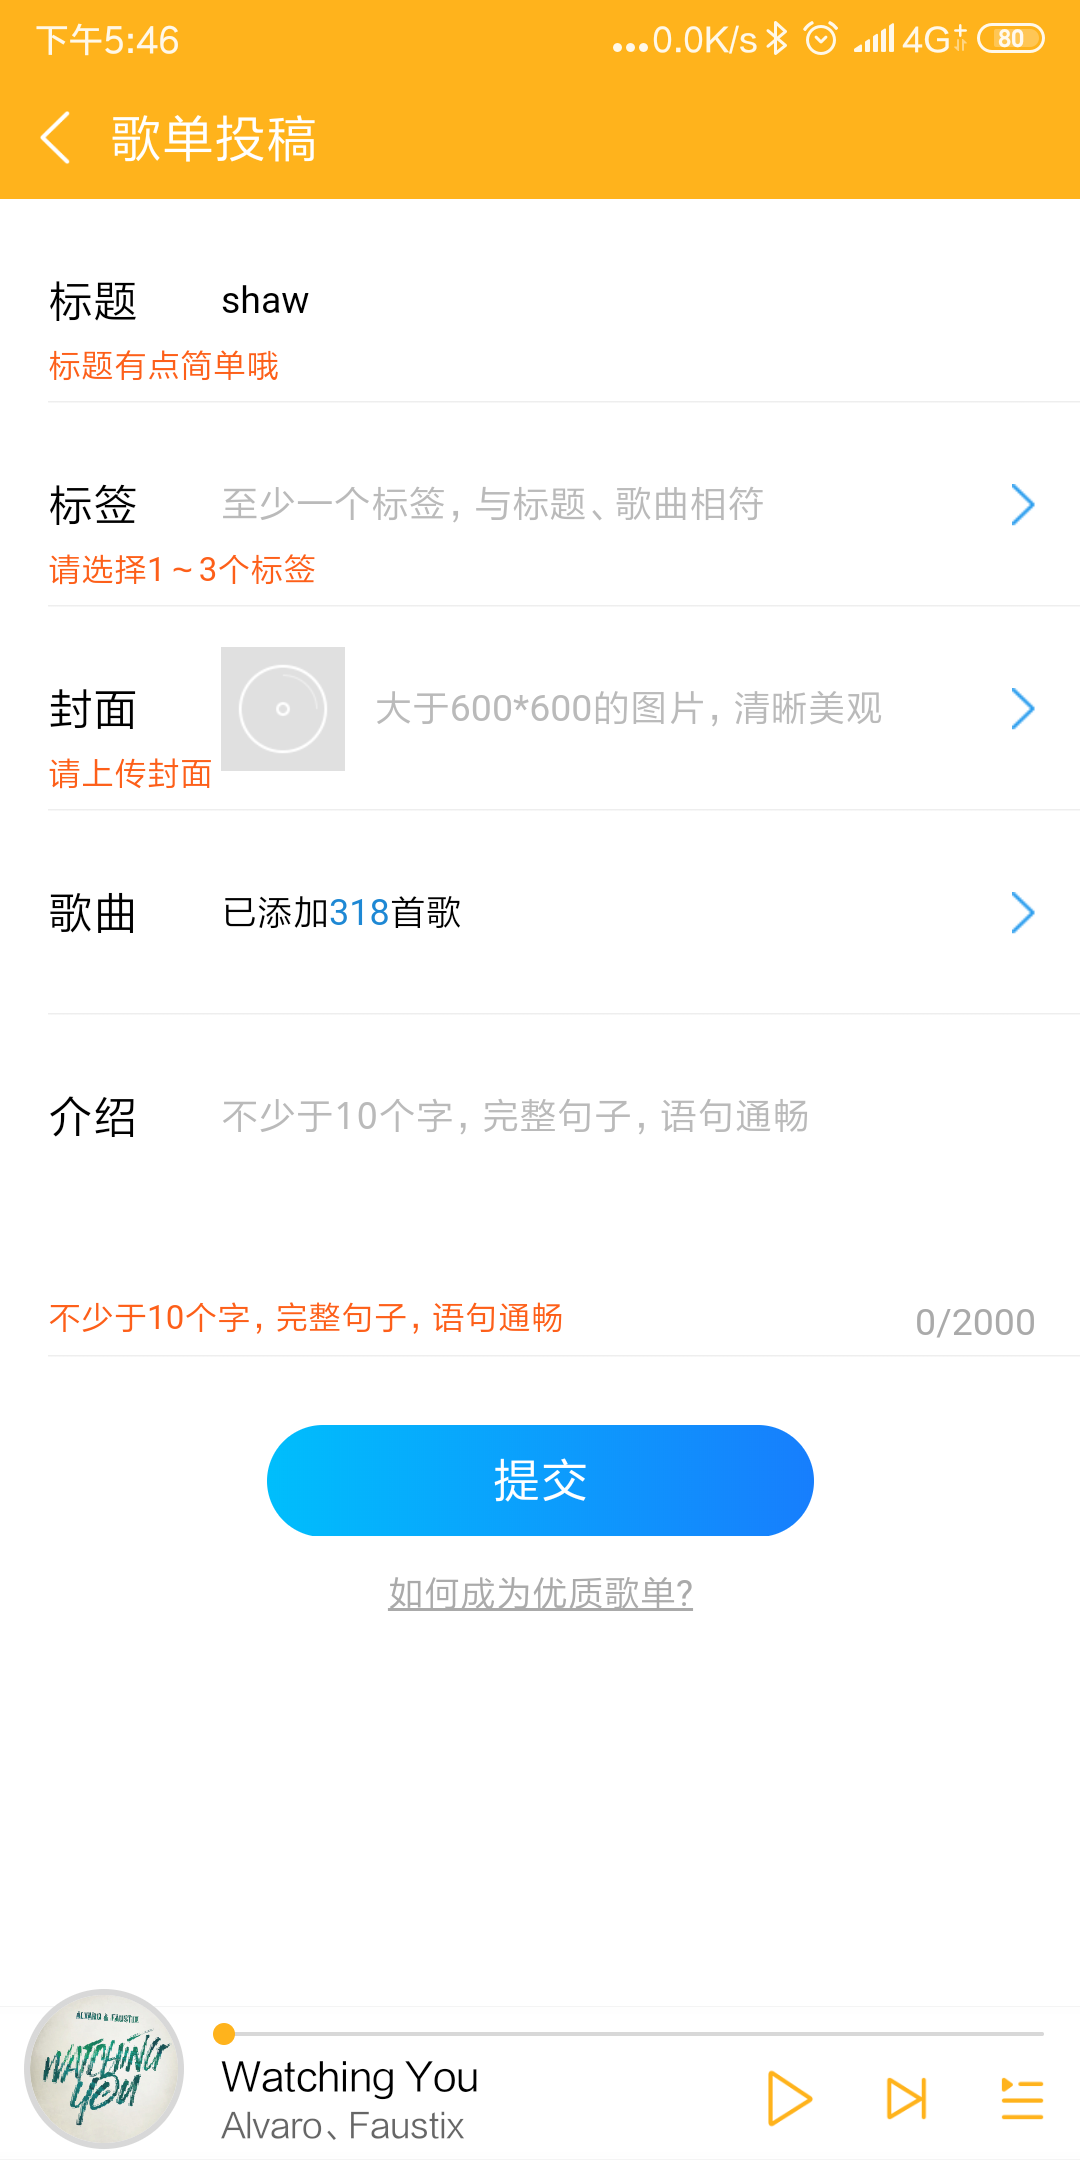 下午5:46
...0.0K/s 4G+ 80
歌单投稿
标题 shaw
标题有点简单哦
标签 至少一个标签，与标题、歌曲相符
请选择1～3个标签
封面 大于600*600的图片，清晰美观
请上传封面
歌曲 已添加318首歌
介绍 不少于10个字，完整句子，语句通畅
不少于10个字，完整句子，语句通畅 0/2000
提交
如何成为优质歌单?
ALVARO & FAUSTIX
WATCHING
YOU
Watching You
Alvaro、Faustix